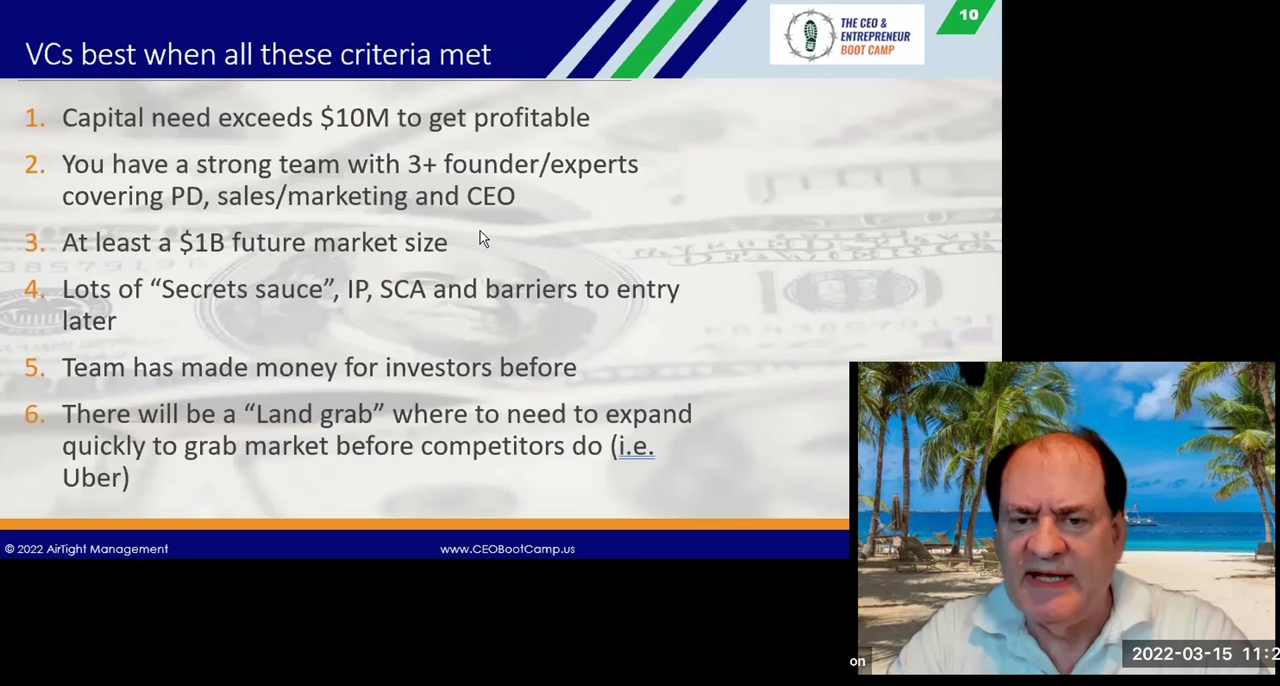 VCs best when all these criteria met
THE CEO &
ENTREPRENEUR
BOOT CAMP
10
1. Capital need exceeds $10M to get profitable
2. You have a strong team with 3+ founder/experts
covering PD, sales/marketing and CEO
3. At least a $1B future market size
4. Lots of “Secrets sauce”, IP, SCA and barriers to entry
later
5. Team has made money for investors before
6. There will be a “Land grab” where to need to expand
quickly to grab market before competitors do (i.e.
Uber)
© 2022 AirTight Management
www.CEOBootCamp.us
on
2022-03-15 11:2